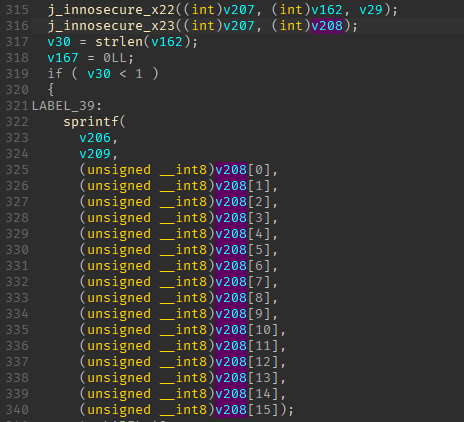 315 j_innosecure_x22((int)v207, (int)v162, v29);
316 j_innosecure_x23((int)v207, (int)v208);
317 v30 = strlen(v162);
318 v167 = 0LL;
319 if ( v30 < 1 )
320 {
321 LABEL_39:
322 sprintf(
323 v206,
324 v209,
325 (unsigned __int8)v208[0],
326 (unsigned __int8)v208[1],
327 (unsigned __int8)v208[2],
328 (unsigned __int8)v208[3],
329 (unsigned __int8)v208[4],
330 (unsigned __int8)v208[5],
331 (unsigned __int8)v208[6],
332 (unsigned __int8)v208[7],
333 (unsigned __int8)v208[8],
334 (unsigned __int8)v208[9],
335 (unsigned __int8)v208[10],
336 (unsigned __int8)v208[11],
337 (unsigned __int8)v208[12],
338 (unsigned __int8)v208[13],
339 (unsigned __int8)v208[14],
340 (unsigned __int8)v208[15]);